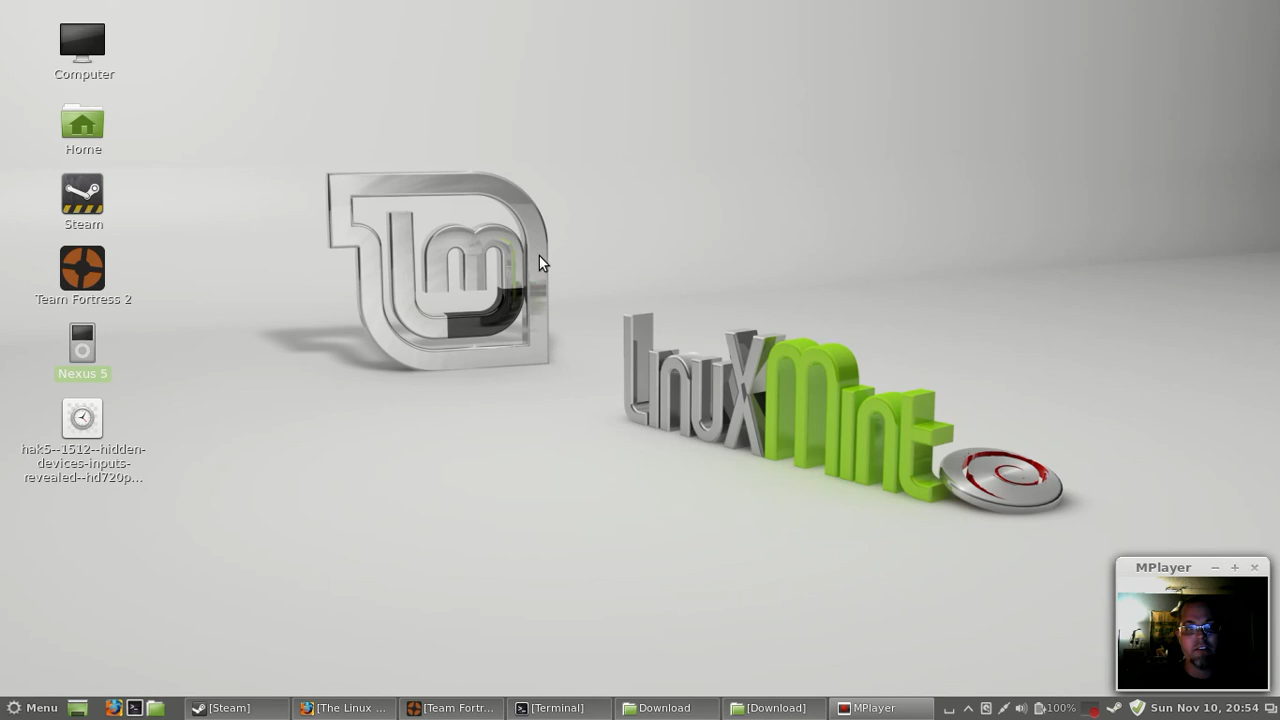 Computer
Home
Steam
Team Fortress 2
Nexus 5
hak5--1512--hidden-
devices-inputs-
revealed--hd720p...
lm
LinuxMint
MPlayer
Menu
[Steam]
[The Linux ...
[Team Fortr...
[Terminal]
Download
[Download]
MPlayer
100%
Sun Nov 10, 20:54